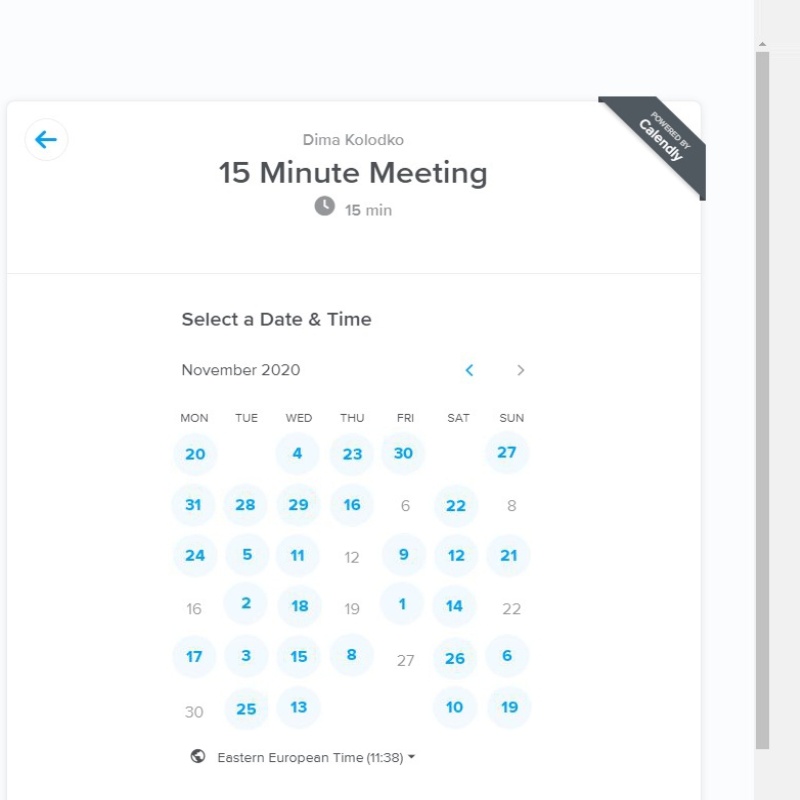 POWERED BY
Calendly
Dima Kolodko
15 Minute Meeting
15 min
Select a Date & Time
November 2020
MON TUE WED THU FRI SAT SUN
20 4 23 30 27
31 28 29 16 6 22 8
24 5 11 12 9 12 21
16 2 18 19 1 14 22
17 3 15 8 27 26 6
30 25 13 10 19
Eastern European Time (11:38)